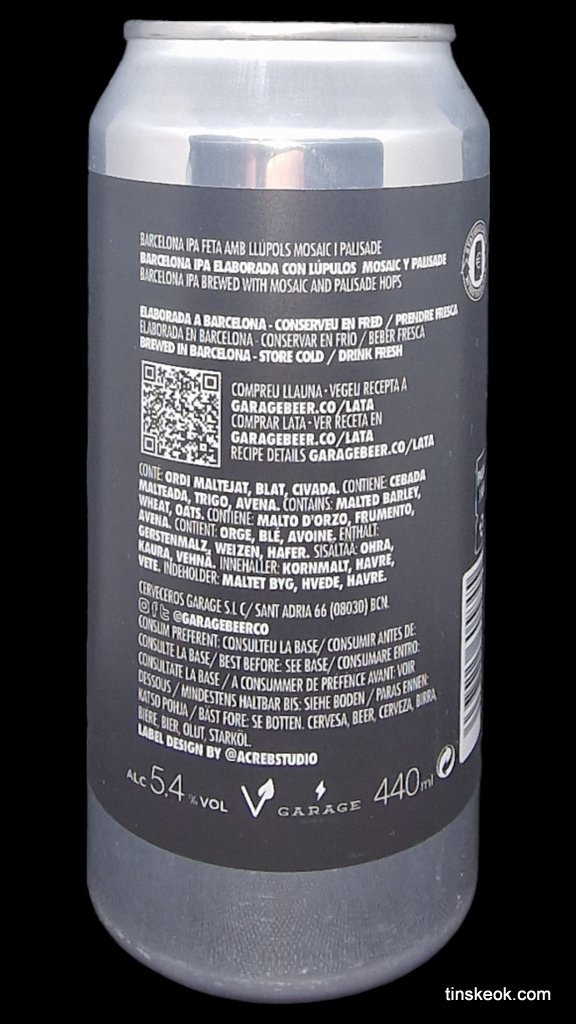 BARCELONA IPA FETA AMB LLÚPOLS MOSAIC I PALISADE
BARCELONA IPA ELABORADA CON LÚPULOS MOSAIC Y PALISADE
BARCELONA IPA BREWED WITH MOSAIC AND PALISADE HOPS
ELABORADA A BARCELONA - CONSERVEU EN FRED / PRENDRE FRESCA
ELABORADA EN BARCELONA - CONSERVAR EN FRIO / BEBER FRESCA
BREWED IN BARCELONA - STORE COLD / DRINK FRESH
COMPREU LLAUNA · VEGEU RECEPTA A
GARAGEBEER.CO/LATA
COMPRAR LATA · VER RECETA EN
GARAGEBEER.CO/LATA
RECIPE DETAILS GARAGEBEER.CO/LATA
CONTE: ORDI MALTEJAT, BLAT, CIVADA. CONTIENE: CEBADA
MALTEADA, TRIGO, AVENA. CONTAINS: MALTED BARLEY,
WHEAT, OATS. CONTIENE: MALTO D'ORZO, FRUMENTO,
AVENA. CONTIENT: ORGE, BLÉ, AVOINE. ENTHALT:
GERSTENMALZ, WEIZEN, HAFER. SISÄLTÄÄ: OHRA,
KAURA, VEHNÄ. INNEHALLER: KORNMALT, HAVRE,
VETE. INDEHOLDER: MALTET BYG, HVEDE, HAVRE.
CERVECEROS GARAGE S.L C/ SANT ADRIA 66 (08030) BCN.
@GARAGEBEERCO
CONSUM PREFERENT: CONSULTEU LA BASE/ CONSUMIR ANTES DE:
CONSULTE LA BASE/ BEST BEFORE: SEE BASE/ CONSUMARE ENTRO:
CONSULTATE LA BASE / A CONSUMMER DE PREFENCE AVANT: VOIR
DESSOUS / MINDESTENS HALTBAR BIS: SIEHE BODEN / PARAS ENNEN:
KATSO POHJA / BÄST FORE: SE BOTTEN. CERVESA, BEER, CERVEZA, BIRRA,
BIÈRE, BIER, OLUT, STARKÖL.
LABEL DESIGN BY @ACREBSTUDIO
ALC 5.4 % VOL
GARAGE
440ml
tinskeok.com